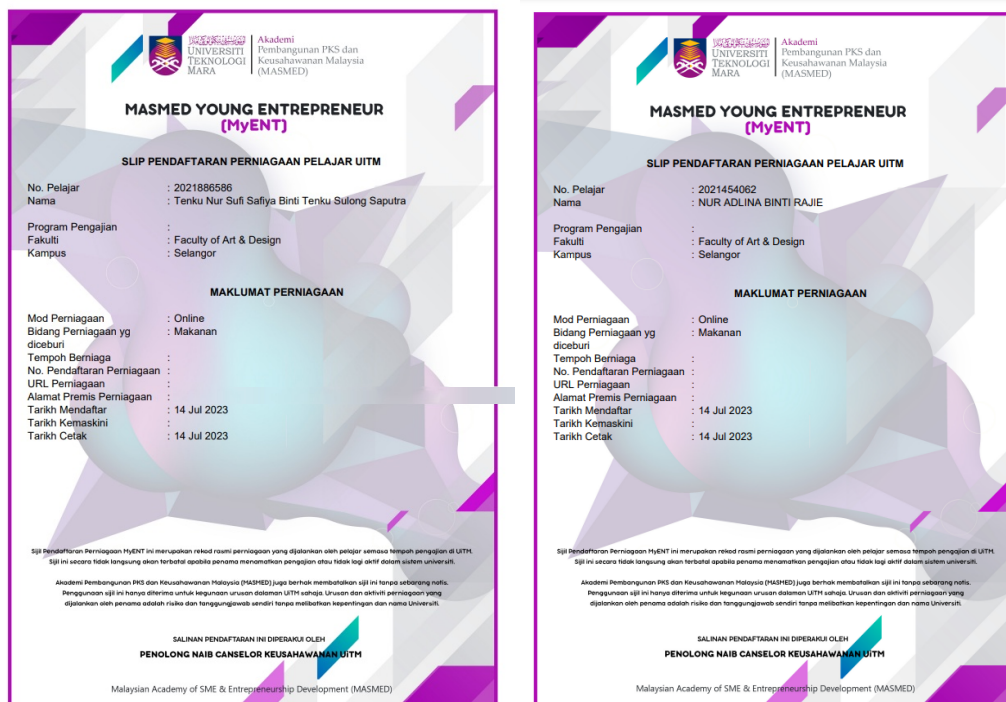 UNIVERSITI
TEKNOLOGI
MARA
Akademi
Pembangunan PKS dan
Keusahawanan Malaysia
(MASMED)
MASMED YOUNG ENTREPRENEUR
(MyENT)
SLIP PENDAFTARAN PERNIAGAAN PELAJAR UITM
No. Pelajar : 2021886586
Nama : Tenku Nur Sufi Safiya Binti Tenku Sulong Saputra
Program Pengajian :
Fakulti : Faculty of Art & Design
Kampus : Selangor
MAKLUMAT PERNIAGAAN
Mod Perniagaan : Online
Bidang Perniagaan yg : Makanan
diceburi
Tempoh Berniaga :
No. Pendaftaran Perniagaan :
URL Perniagaan :
Alamat Premis Perniagaan :
Tarikh Mendaftar : 14 Jul 2023
Tarikh Kemaskini :
Tarikh Cetak : 14 Jul 2023
Sijil Pendaftaran Perniagaan MyENT ini merupakan rekod rasmi perniagaan yang dijalankan oleh pelajar semasa tempoh pengajian di UiTM.
Sijil ini secara tidak langsung akan terbatal apabila penama menamatkan pengajian atau tidak lagi aktif dalam sistem universiti.
Akademi Pembangunan PKS dan Keusahawanan Malaysia (MASMED) juga berhak membatalkan sijil ini tanpa sebarang notis.
Penggunaan sijil ini hanya diterima untuk kegunaan urusan dalaman UiTM sahaja. Urusan dan aktiviti perniagaan yang
dijalankan oleh penama adalah risiko dan tanggungjawab sendiri tanpa melibatkan kepentingan dan nama Universiti.
SALINAN PENDAFTARAN INI DIPERAKUI OLEH
PENOLONG NAIB CANSELOR KEUSAHAWANAN UiTM
Malaysian Academy of SME & Entrepreneurship Development (MASMED)
UNIVERSITI
TEKNOLOGI
MARA
Akademi
Pembangunan PKS dan
Keusahawanan Malaysia
(MASMED)
MASMED YOUNG ENTREPRENEUR
(MyENT)
SLIP PENDAFTARAN PERNIAGAAN PELAJAR UITM
No. Pelajar : 2021454062
Nama : NUR ADLINA BINTI RAJIE
Program Pengajian :
Fakulti : Faculty of Art & Design
Kampus : Selangor
MAKLUMAT PERNIAGAAN
Mod Perniagaan : Online
Bidang Perniagaan yg : Makanan
diceburi
Tempoh Berniaga :
No. Pendaftaran Perniagaan :
URL Perniagaan :
Alamat Premis Perniagaan :
Tarikh Mendaftar : 14 Jul 2023
Tarikh Kemaskini :
Tarikh Cetak : 14 Jul 2023
Sijil Pendaftaran Perniagaan MyENT ini merupakan rekod rasmi perniagaan yang dijalankan oleh pelajar semasa tempoh pengajian di UiTM.
Sijil ini secara tidak langsung akan terbatal apabila penama menamatkan pengajian atau tidak lagi aktif dalam sistem universiti.
Akademi Pembangunan PKS dan Keusahawanan Malaysia (MASMED) juga berhak membatalkan sijil ini tanpa sebarang notis.
Penggunaan sijil ini hanya diterima untuk kegunaan urusan dalaman UiTM sahaja. Urusan dan aktiviti perniagaan yang
dijalankan oleh penama adalah risiko dan tanggungjawab sendiri tanpa melibatkan kepentingan dan nama Universiti.
SALINAN PENDAFTARAN INI DIPERAKUI OLEH
PENOLONG NAIB CANSELOR KEUSAHAWANAN UiTM
Malaysian Academy of SME & Entrepreneurship Development (MASMED)